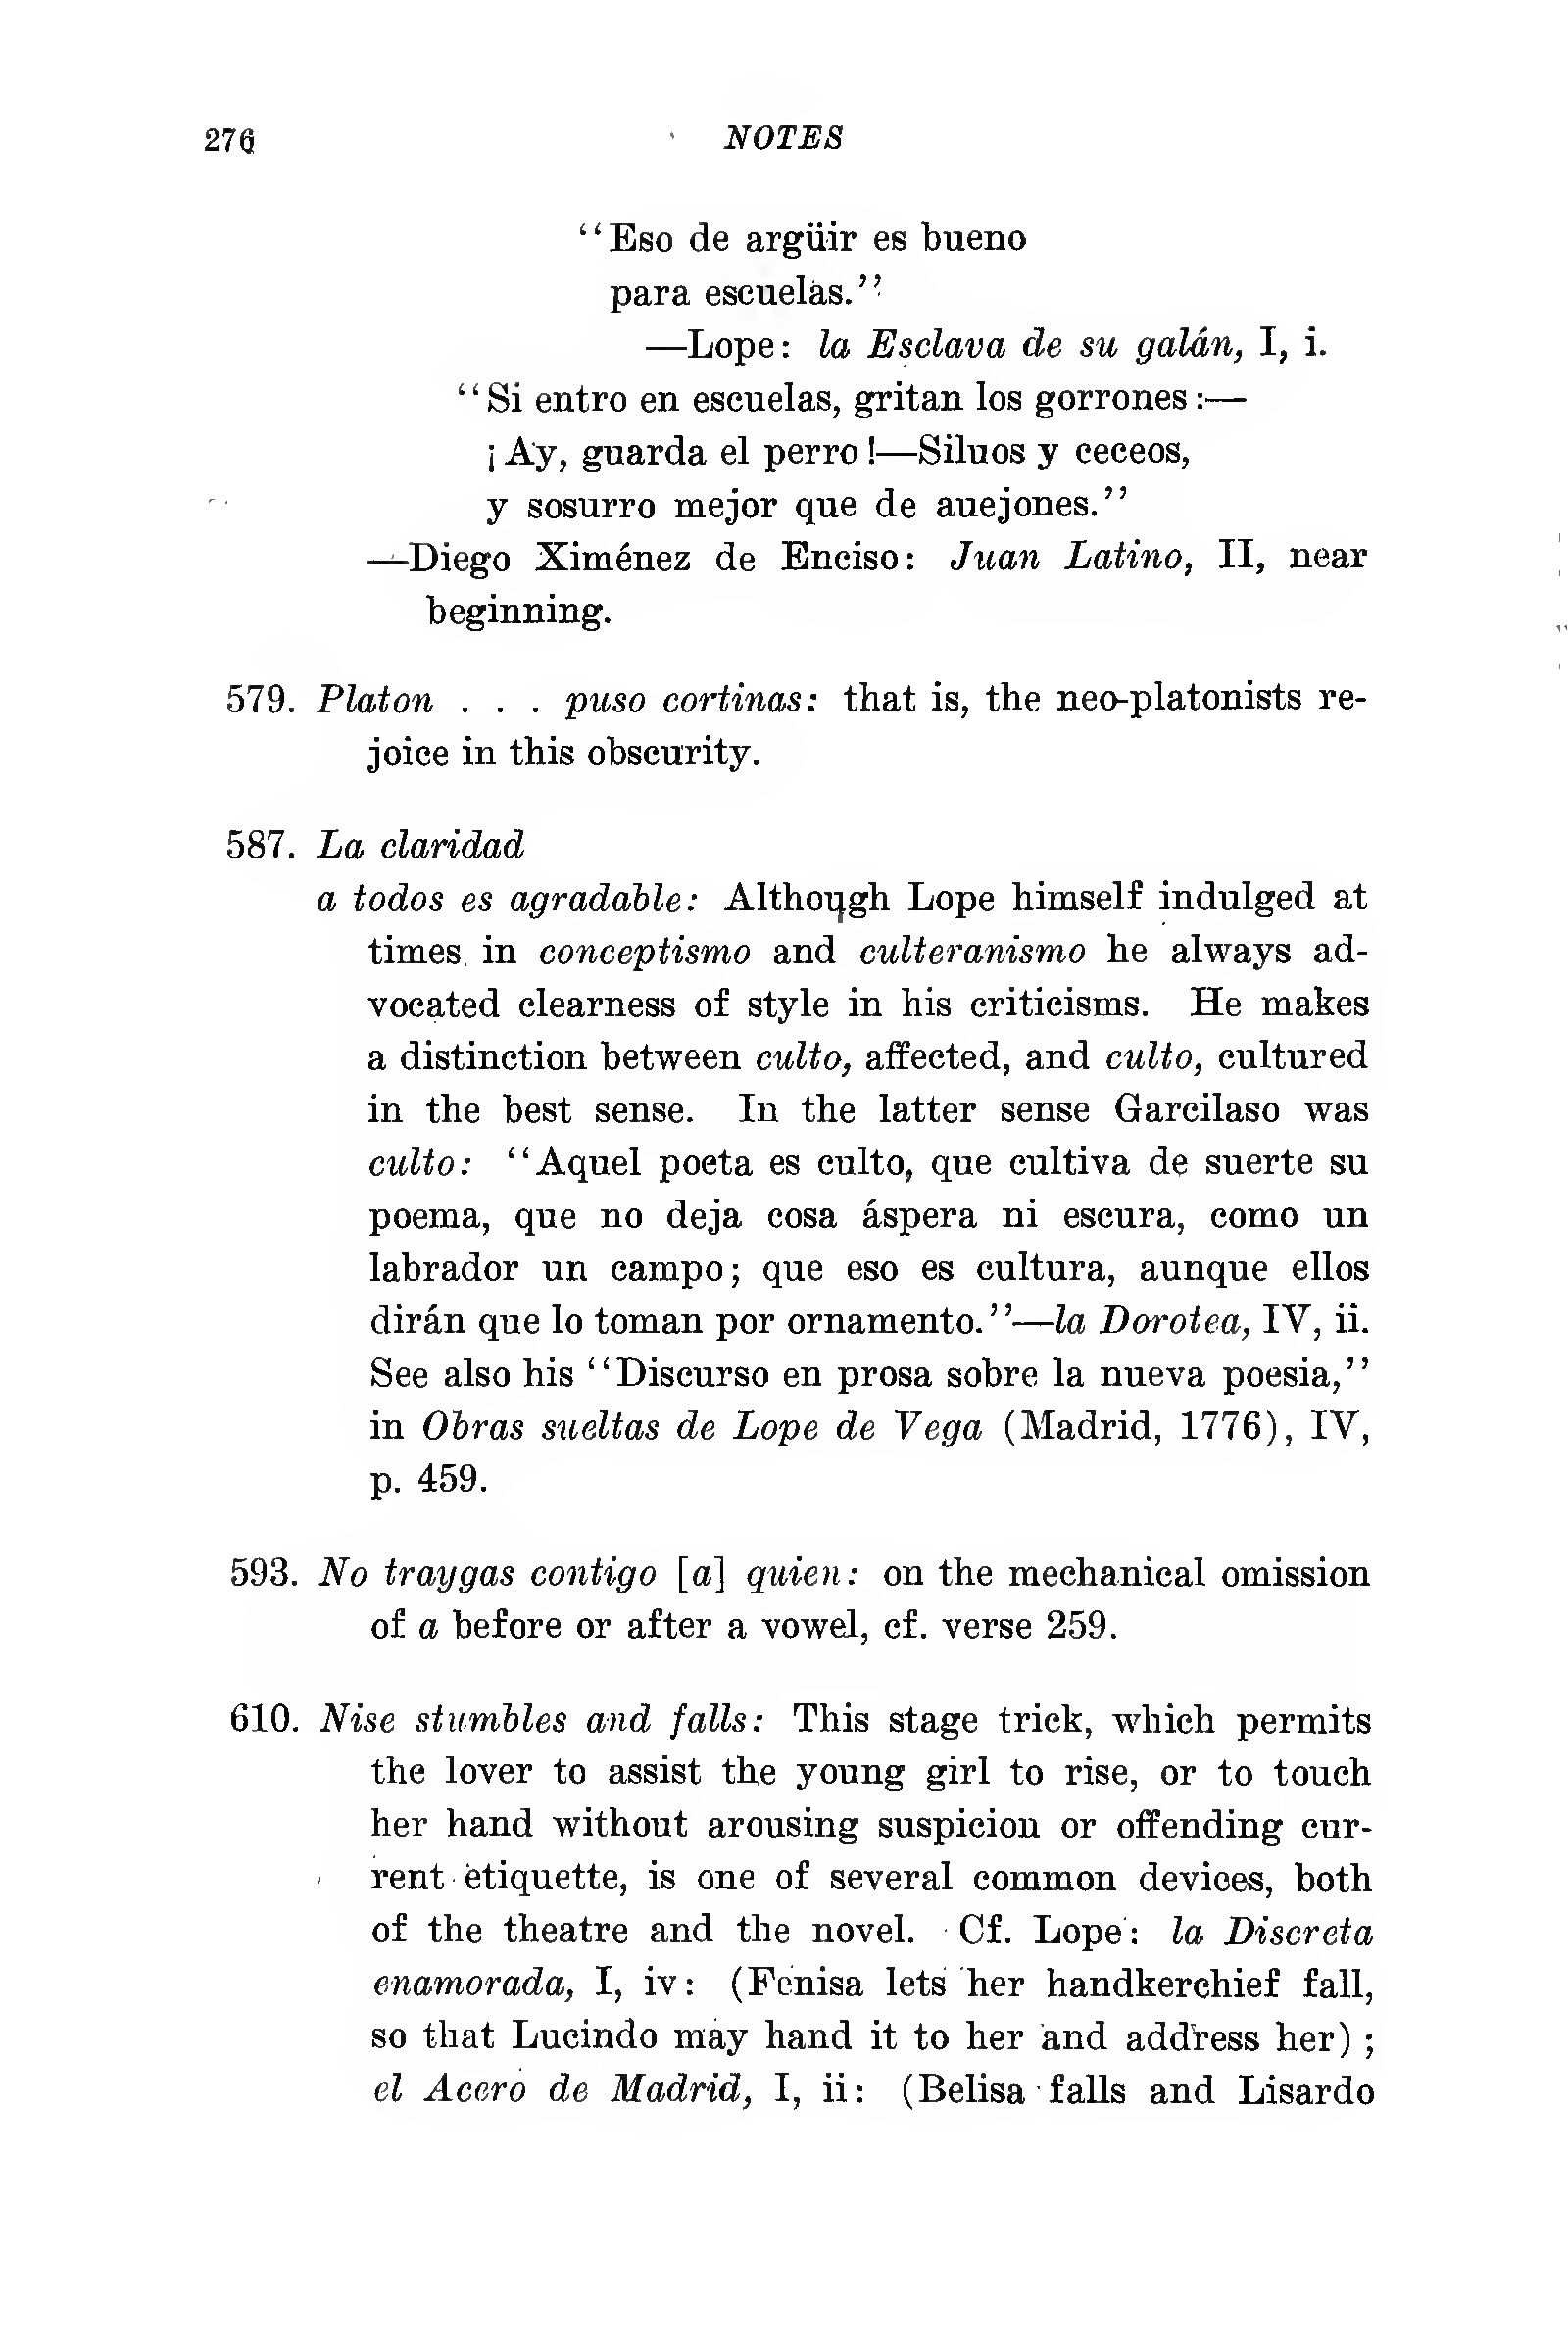 276 NOTES
“Eso de argüir es bueno
para escuelas.”
—Lope: la Esclava de su galán, I, i.
“Si entro en escuelas, gritan los gorrones:—
¡Ay, guarda el perro!—Siluos y ceceos,
y sosurro mejor que de auejones.”
—Diego Ximénez de Enciso: Juan Latino, II, near
beginning.
579. Platon . . . puso cortinas: that is, the neo-platonists re-
joice in this obscurity.
587. La claridad
a todos es agradable: Although Lope himself indulged at
times in conceptismo and culteranismo he always ad-
vocated clearness of style in his criticisms. He makes
a distinction between culto, affected, and culto, cultured
in the best sense. In the latter sense Garcilaso was
culto: “Aquel poeta es culto, que cultiva de suerte su
poema, que no deja cosa áspera ni escura, como un
labrador un campo; que eso es cultura, aunque ellos
dirán que lo toman por ornamento.”—la Dorotea, IV, ii.
See also his “Discurso en prosa sobre la nueva poesia,”
in Obras sueltas de Lope de Vega (Madrid, 1776), IV,
p. 459.
593. No traygas contigo [a] quien: on the mechanical omission
of a before or after a vowel, cf. verse 259.
610. Nise stumbles and falls: This stage trick, which permits
the lover to assist the young girl to rise, or to touch
her hand without arousing suspicion or offending cur-
rent etiquette, is one of several common devices, both
of the theatre and the novel. Cf. Lope: la Discreta
enamorada, I, iv: (Fenisa lets her handkerchief fall,
so that Lucindo may hand it to her and address her);
el Acero de Madrid, I, ii: (Belisa falls and Lisardo